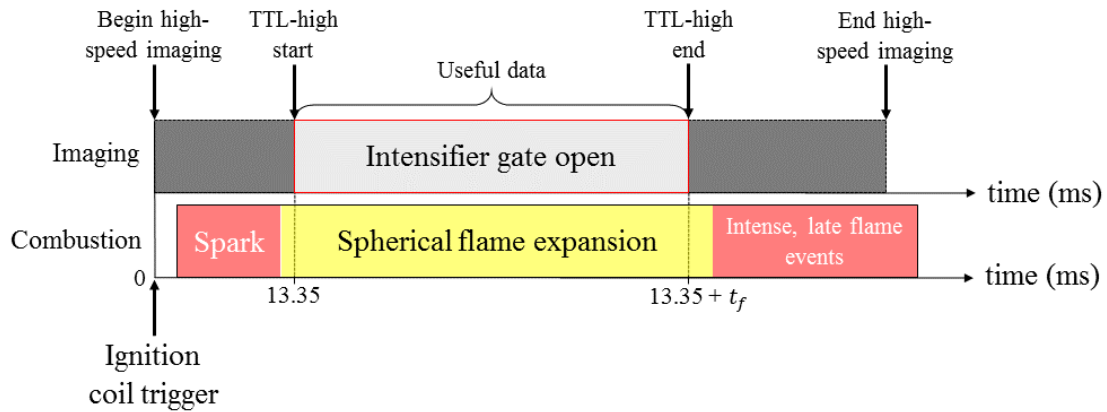 Begin high-
speed imaging
TTL-high
start
TTL-high
end
End high-
speed imaging
Useful data
Imaging
Intensifier gate open
time (ms)
Combustion
Spark
Spherical flame expansion
Intense, late flame
events
0
time (ms)
13.35
13.35 + t_f
Ignition
coil trigger